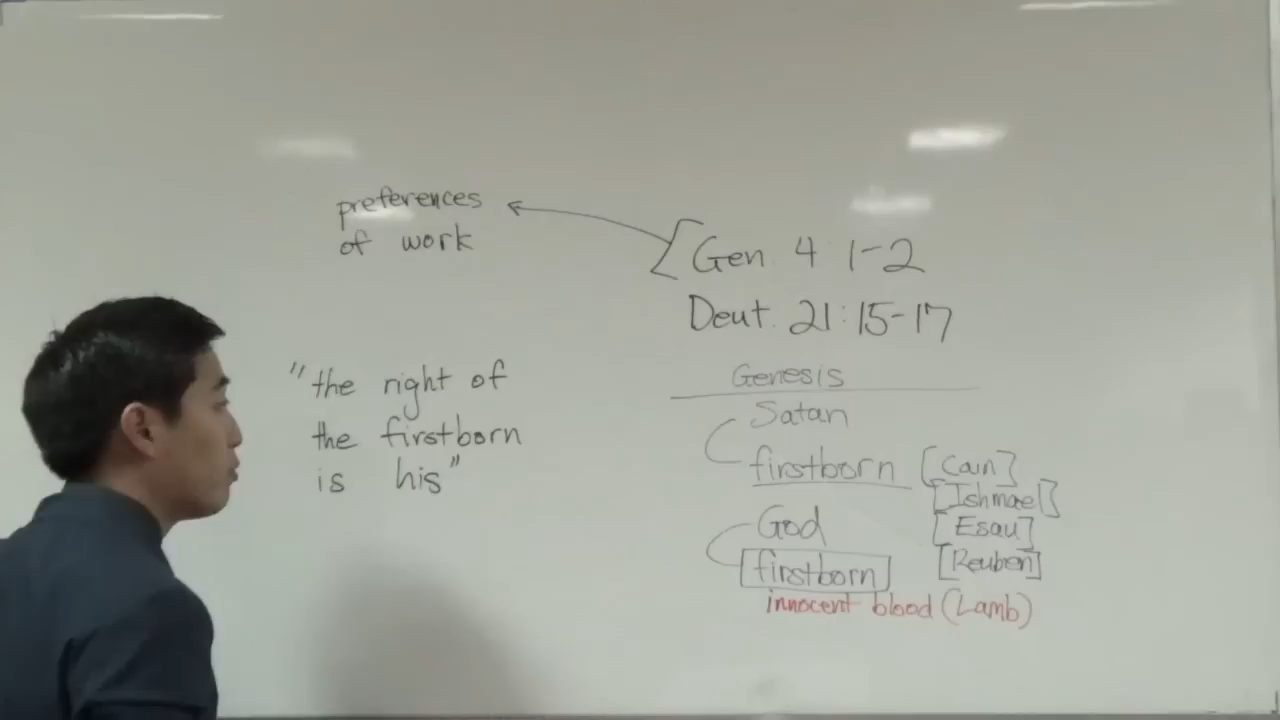 preferences
of work
[Gen 4:1-2
Deut. 21:15-17
"the right of
the firstborn
is his"
Genesis
Satan
firstborn [Cain]
[Ishmael]
God [Esau]
firstborn [Reuben]
innocent blood (Lamb)